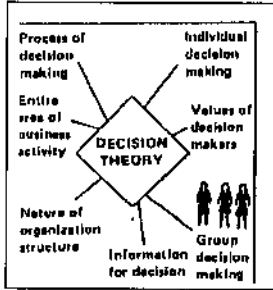 Process of
decision
making
Individual
decision
making
Entire
area of
business
activity
Values of
decision
makers
DECISION
THEORY
Nature of
organization
structure
Information
for decision
Group
decision
making